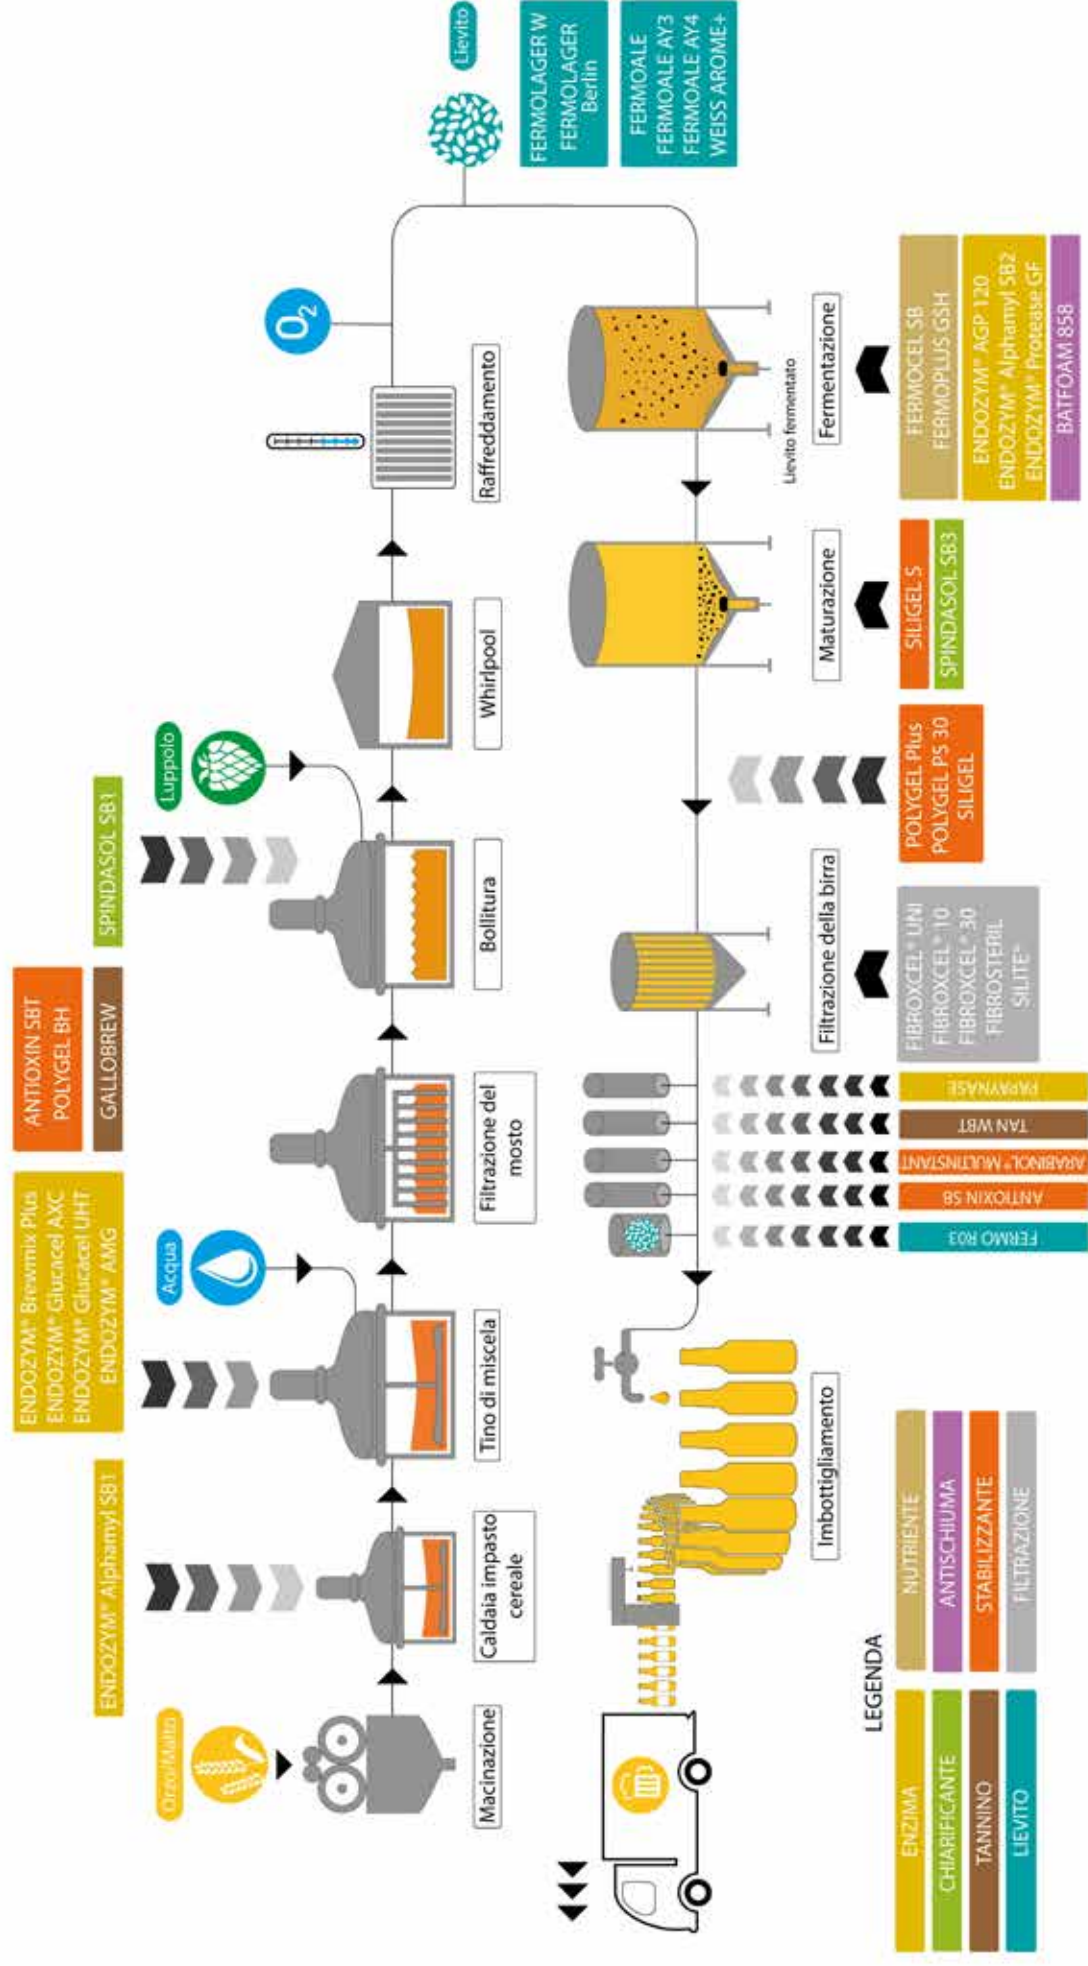 Orzo/Malto
Macinazione
ENDOZYM® Alphamyl SB1
Caldaia impasto
cereale
ENDOZYM® Brewmix Plus
ENDOZYM® Glucacel AXC
ENDOZYM® Glucacel UHT
ENDOZYM® AMG
Acqua
Tino di miscela
ANTIOXIN SBT
POLYGEL BH
GALLOBREW
Filtrazione del
mosto
SPINDASOL SB1
Luppolo
Bollitura
Whirlpool
Raffreddamento
O2
Lievito
FERMOLAGER W
FERMOLAGER
Berlin
FERMOALE
FERMOALE AY3
FERMOALE AY4
WEISS AROME+
Lievito fermentato
Fermentazione
FERMOCEL SB
FERMOPLUS GSH
ENDOZYM® AGP 120
ENDOZYM® Alphamyl SB2
ENDOZYM® Protease GF
BATFOAM 858
Maturazione
SILIGEL S
SPINDASOL SB3
POLYGEL Plus
POLYGEL PS 30
SILIGEL
Filtrazione della birra
FIBROXCEL® UNI
FIBROXCEL® 10
FIBROXCEL® 30
FIBROSTERIL
SILITE®
PAPAYNASE
TAN WBT
ARABINOL® MULTINSTANT
ANTIOXIN SB
FERMO R03
Imbottigliamento
LEGENDA
ENZIMA
NUTRIENTE
CHIARIFICANTE
ANTISCHIUMA
TANNINO
STABILIZZANTE
LIEVITO
FILTRAZIONE